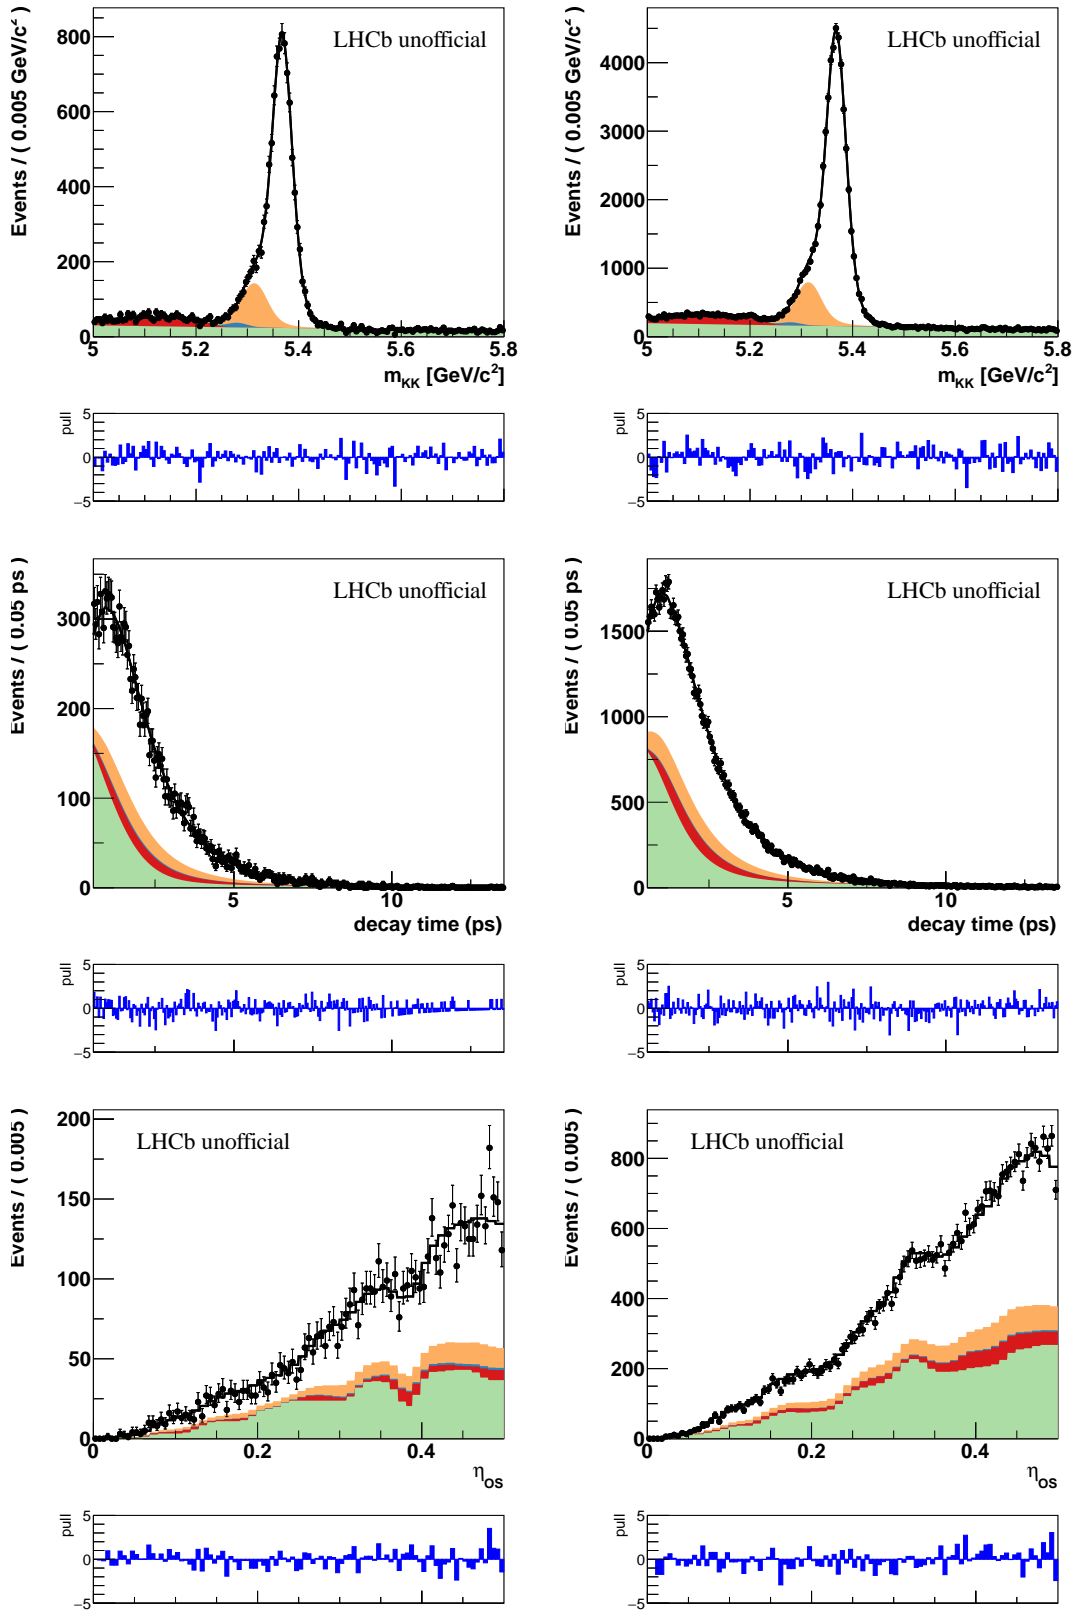 LHCb unofficial
Events / ( 0.005 GeV/c²
800
600
400
200
0
5 5.2 5.4 5.6 5.8
m_KK [GeV/c²]
pull
5
0
−5
LHCb unofficial
Events / ( 0.005 GeV/c²
4000
3000
2000
1000
0
5 5.2 5.4 5.6 5.8
m_KK [GeV/c²]
pull
5
0
−5
LHCb unofficial
Events / ( 0.05 ps )
300
200
100
0
5 10
decay time (ps)
pull
5
0
−5
LHCb unofficial
Events / ( 0.05 ps )
1500
1000
500
0
5 10
decay time (ps)
pull
5
0
−5
LHCb unofficial
Events / ( 0.005 )
200
150
100
50
0
0 0.2 0.4
η_OS
pull
5
0
−5
LHCb unofficial
Events / ( 0.005 )
800
600
400
200
0
0 0.2 0.4
η_OS
pull
5
0
−5